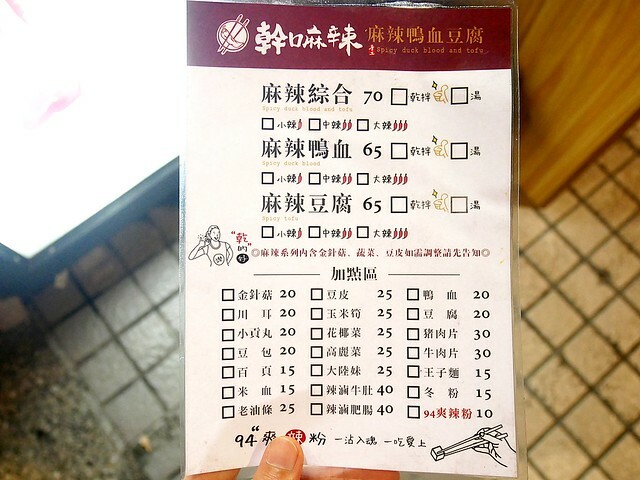 幹口麻辣 麻辣鴨血豆腐
Spicy duck blood and tofu
麻辣綜合 70 乾拌 湯
Spicy duck blood and tofu
小辣 中辣 大辣
麻辣鴨血 65 乾拌 湯
Spicy duck blood
小辣 中辣 大辣
麻辣豆腐 65 乾拌 湯
Spicy tofu
小辣 中辣 大辣
"乾"的好
◎麻辣系列內含金針菇、蔬菜、豆皮如需調整請先告知◎
加點區
金針菇 20 豆皮 25 鴨血 20
川耳 20 玉米筍 25 豆腐 20
小貢丸 20 花椰菜 25 豬肉片 30
豆包 20 高麗菜 25 牛肉片 30
百頁 15 大陸妹 25 王子麵 15
米血 15 辣滷牛肚 40 冬粉 15
老油條 25 辣滷肥腸 40 94爽辣粉 10
94"爽辣粉 一沾入魂 一吃愛上